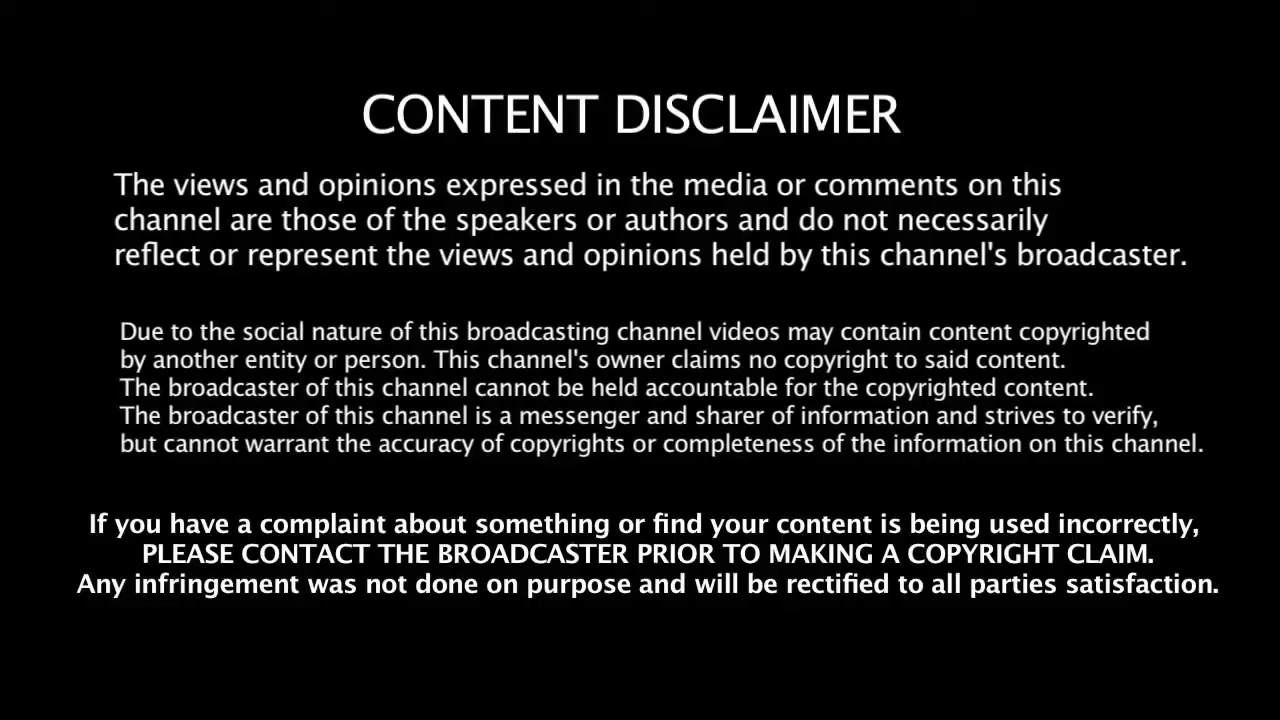 CONTENT DISCLAIMER
The views and opinions expressed in the media or comments on this
channel are those of the speakers or authors and do not necessarily
reflect or represent the views and opinions held by this channel's broadcaster.
Due to the social nature of this broadcasting channel videos may contain content copyrighted
by another entity or person. This channel's owner claims no copyright to said content.
The broadcaster of this channel cannot be held accountable for the copyrighted content.
The broadcaster of this channel is a messenger and sharer of information and strives to verify,
but cannot warrant the accuracy of copyrights or completeness of the information on this channel.
If you have a complaint about something or find your content is being used incorrectly,
PLEASE CONTACT THE BROADCASTER PRIOR TO MAKING A COPYRIGHT CLAIM.
Any infringement was not done on purpose and will be rectified to all parties satisfaction.